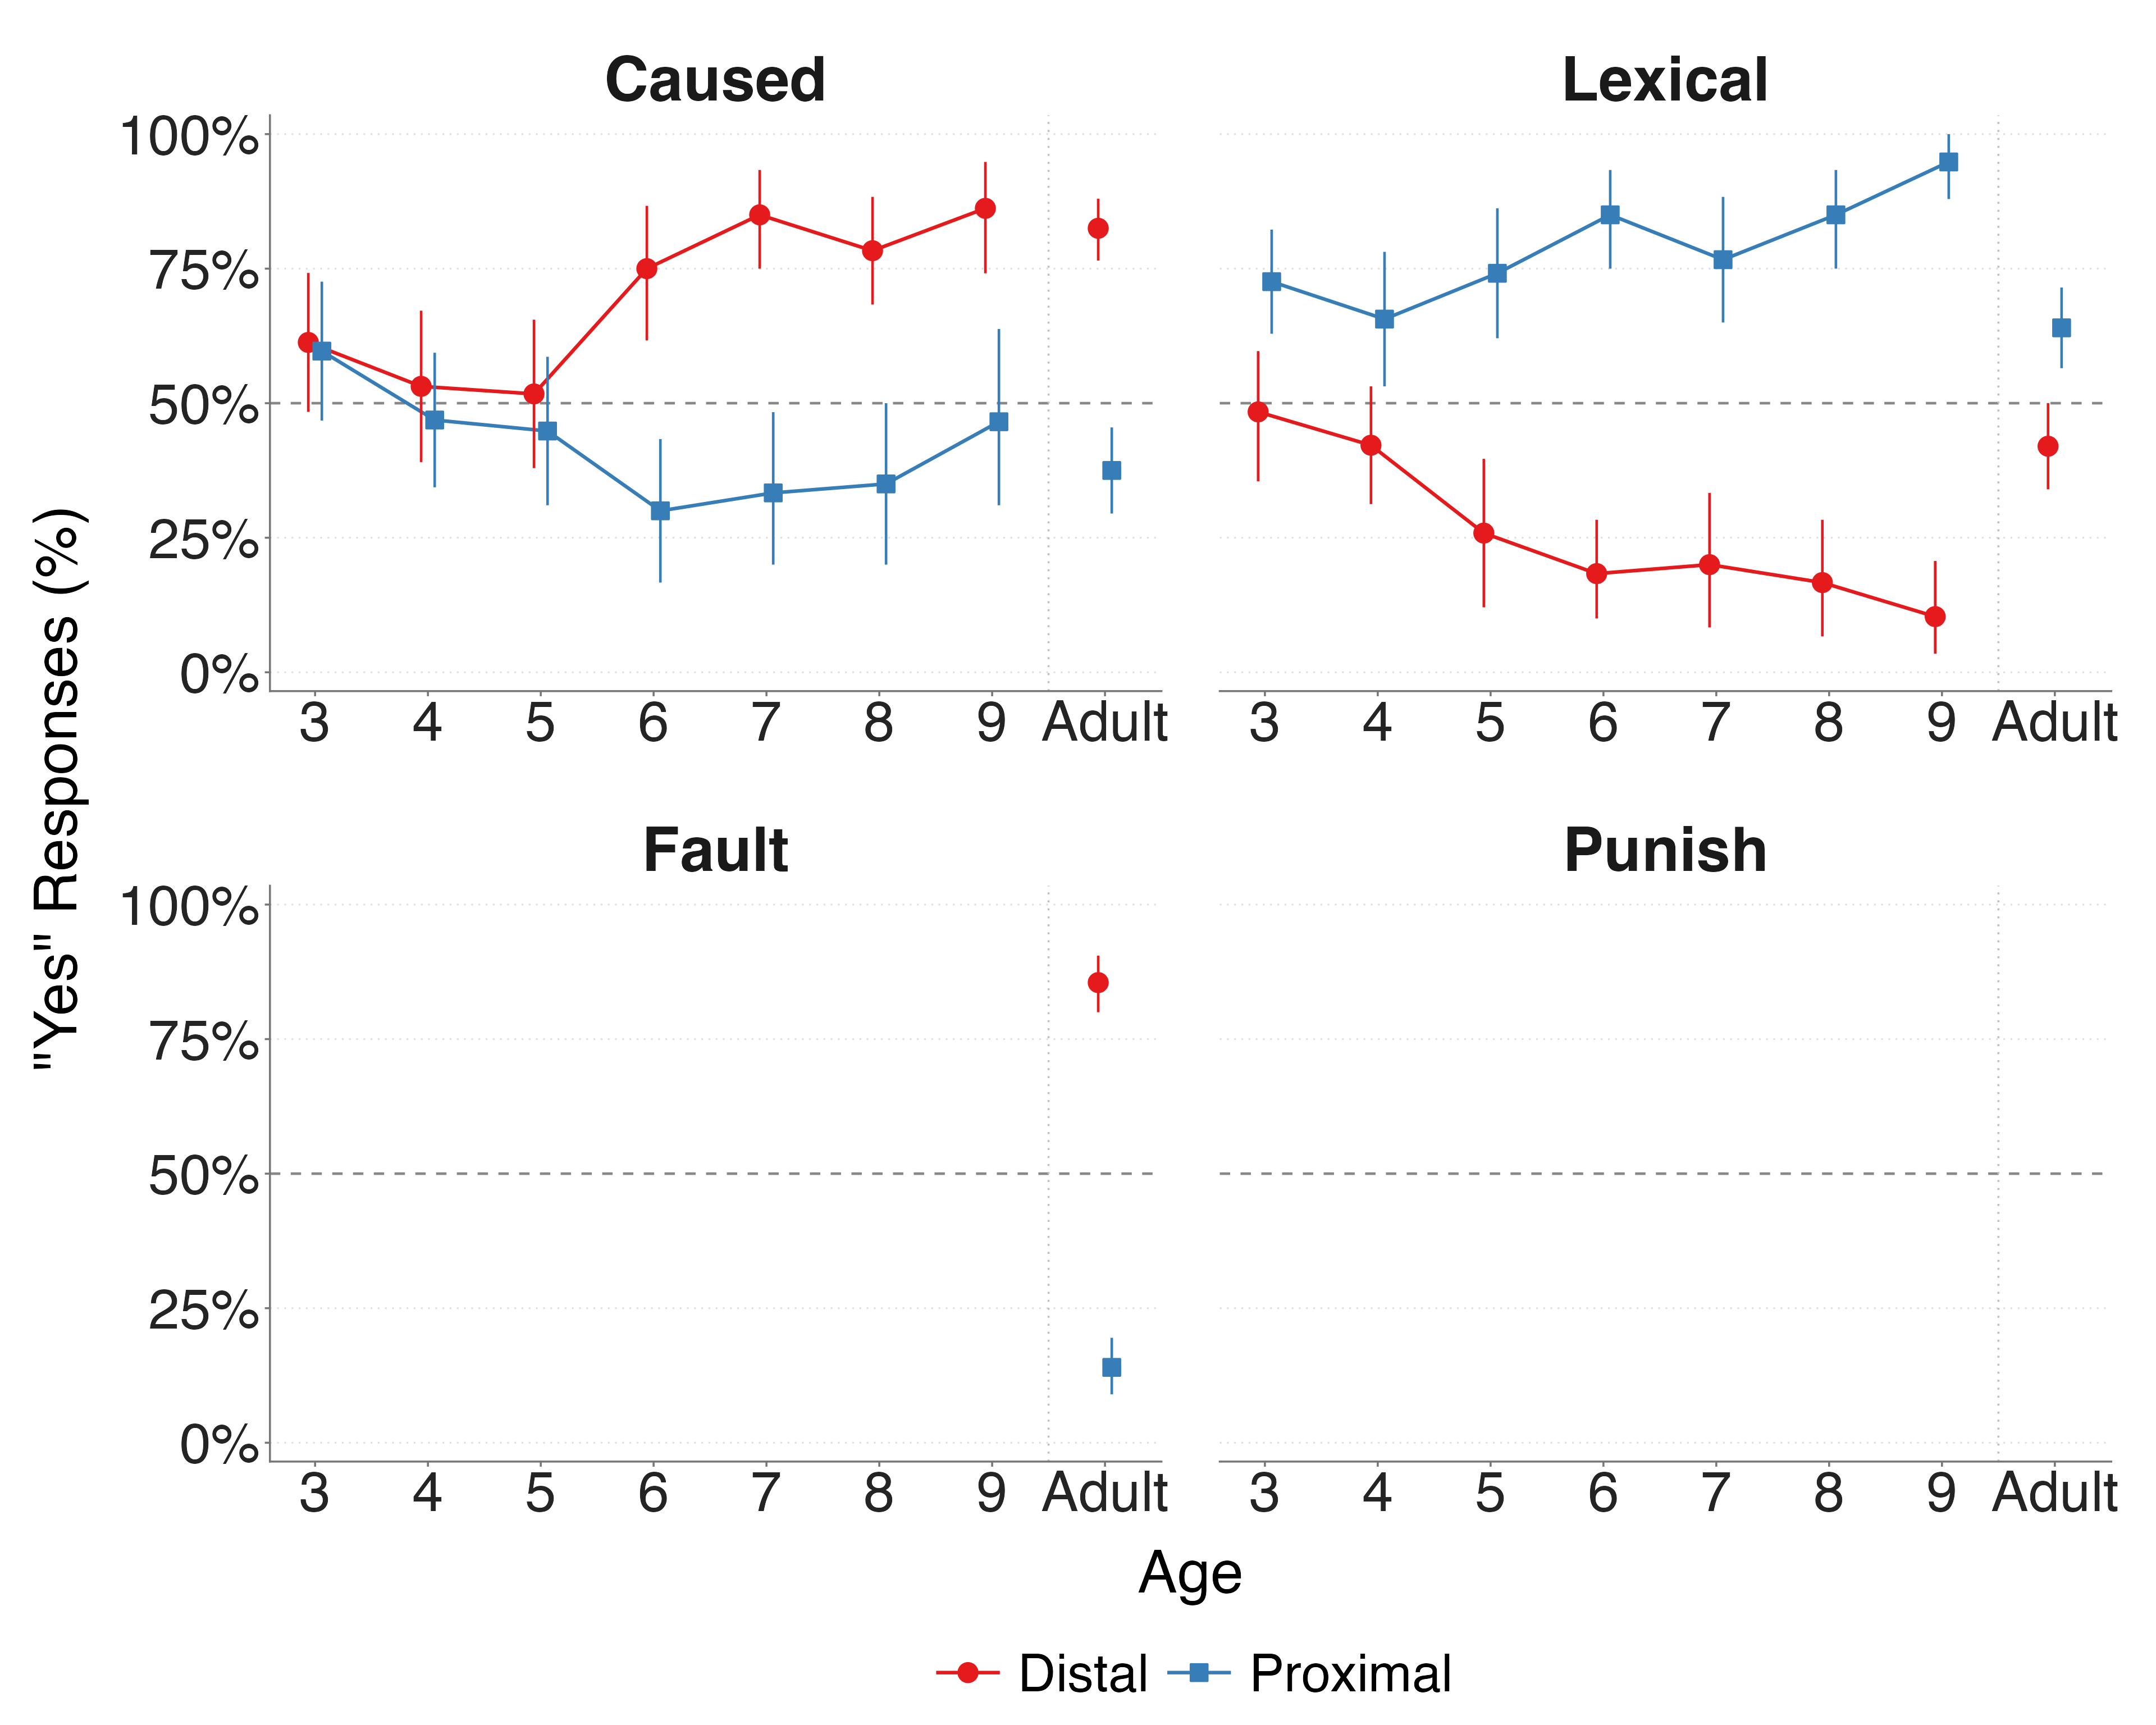 Caused
Lexical
100%
75%
50%
25%
0%
3 4 5 6 7 8 9 Adult
3 4 5 6 7 8 9 Adult
"Yes" Responses (%)
Fault
Punish
100%
75%
50%
25%
0%
3 4 5 6 7 8 9 Adult
3 4 5 6 7 8 9 Adult
Age
Distal Proximal